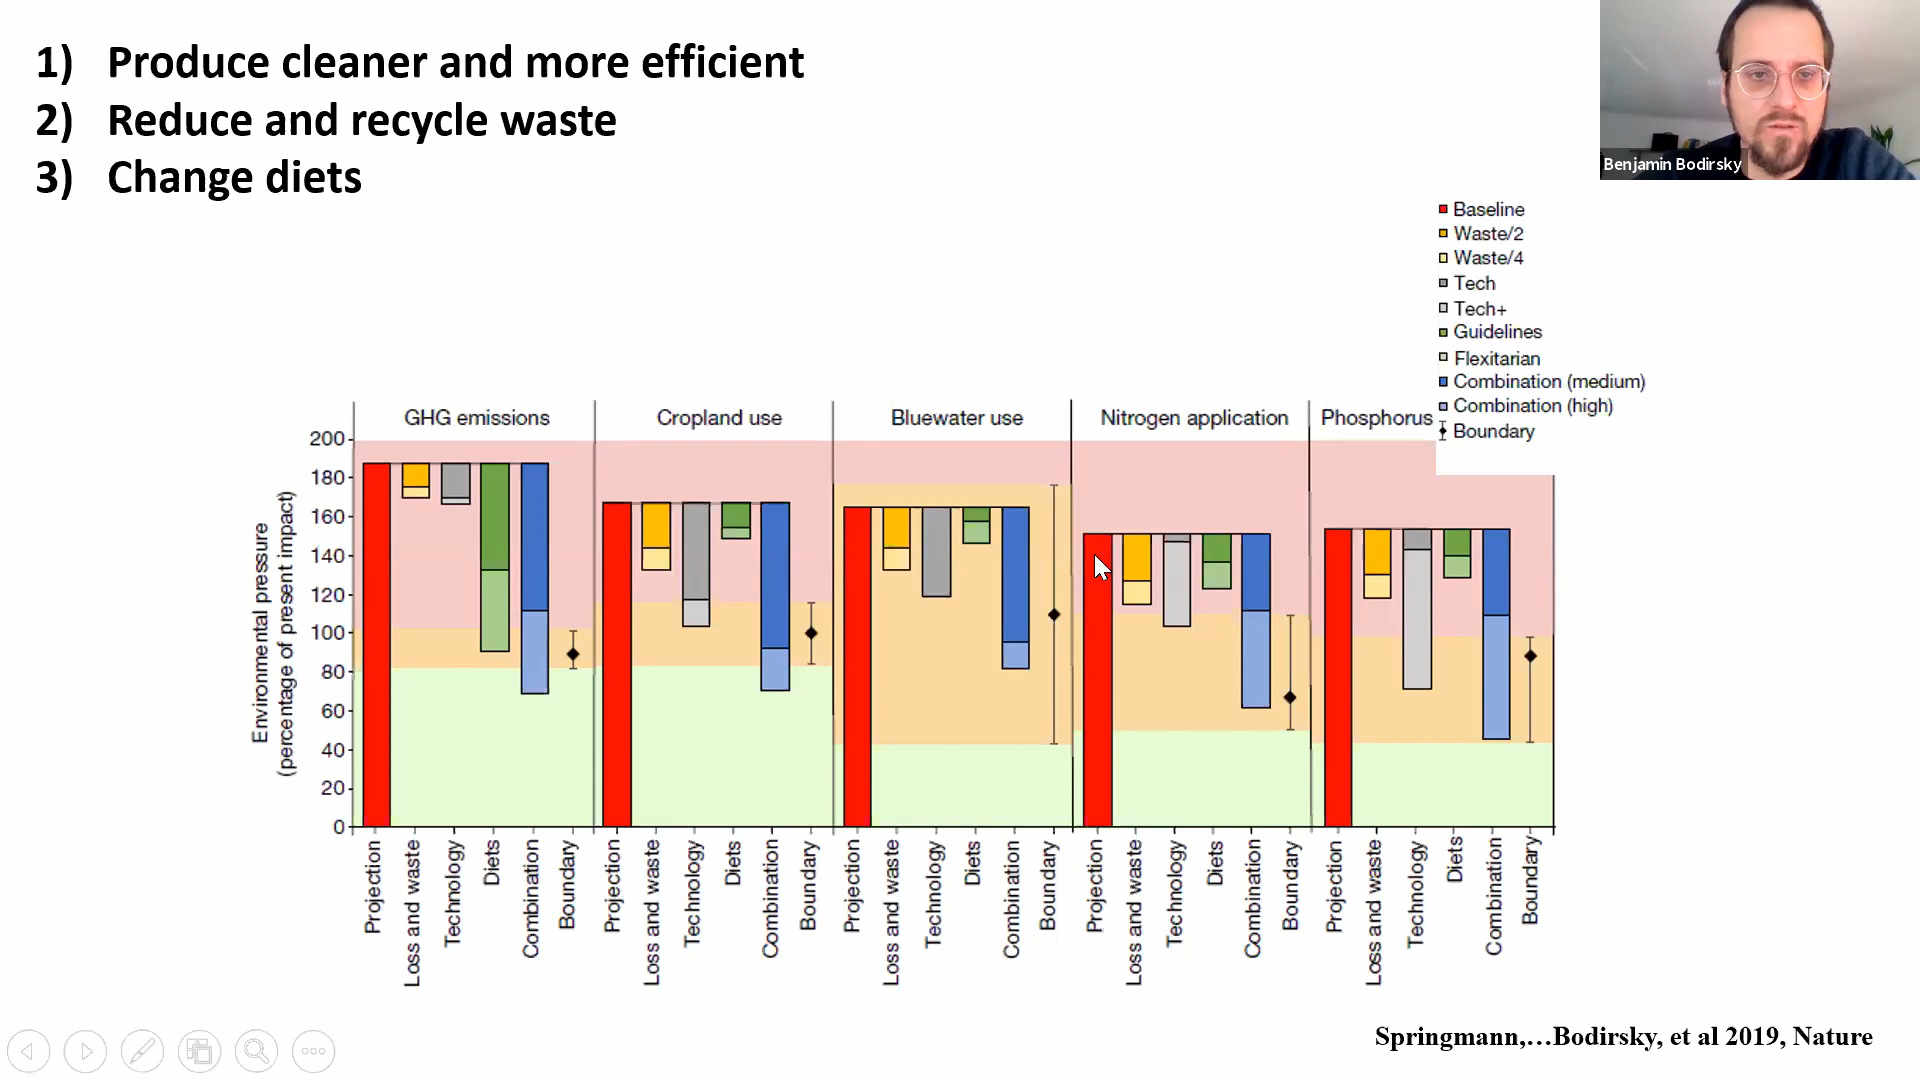 1) Produce cleaner and more efficient
2) Reduce and recycle waste
3) Change diets
Benjamin Bodirsky
Baseline
Waste/2
Waste/4
Tech
Tech+
Guidelines
Flexitarian
Combination (medium)
Combination (high)
Boundary
GHG emissions
Cropland use
Bluewater use
Nitrogen application
Phosphorus
Environmental pressure
(percentage of present impact)
200
180
160
140
120
100
80
60
40
20
0
Projection
Loss and waste
Technology
Diets
Combination
Boundary
Projection
Loss and waste
Technology
Diets
Combination
Boundary
Projection
Loss and waste
Technology
Diets
Combination
Boundary
Projection
Loss and waste
Technology
Diets
Combination
Boundary
Projection
Loss and waste
Technology
Diets
Combination
Boundary
Springmann,…Bodirsky, et al 2019, Nature